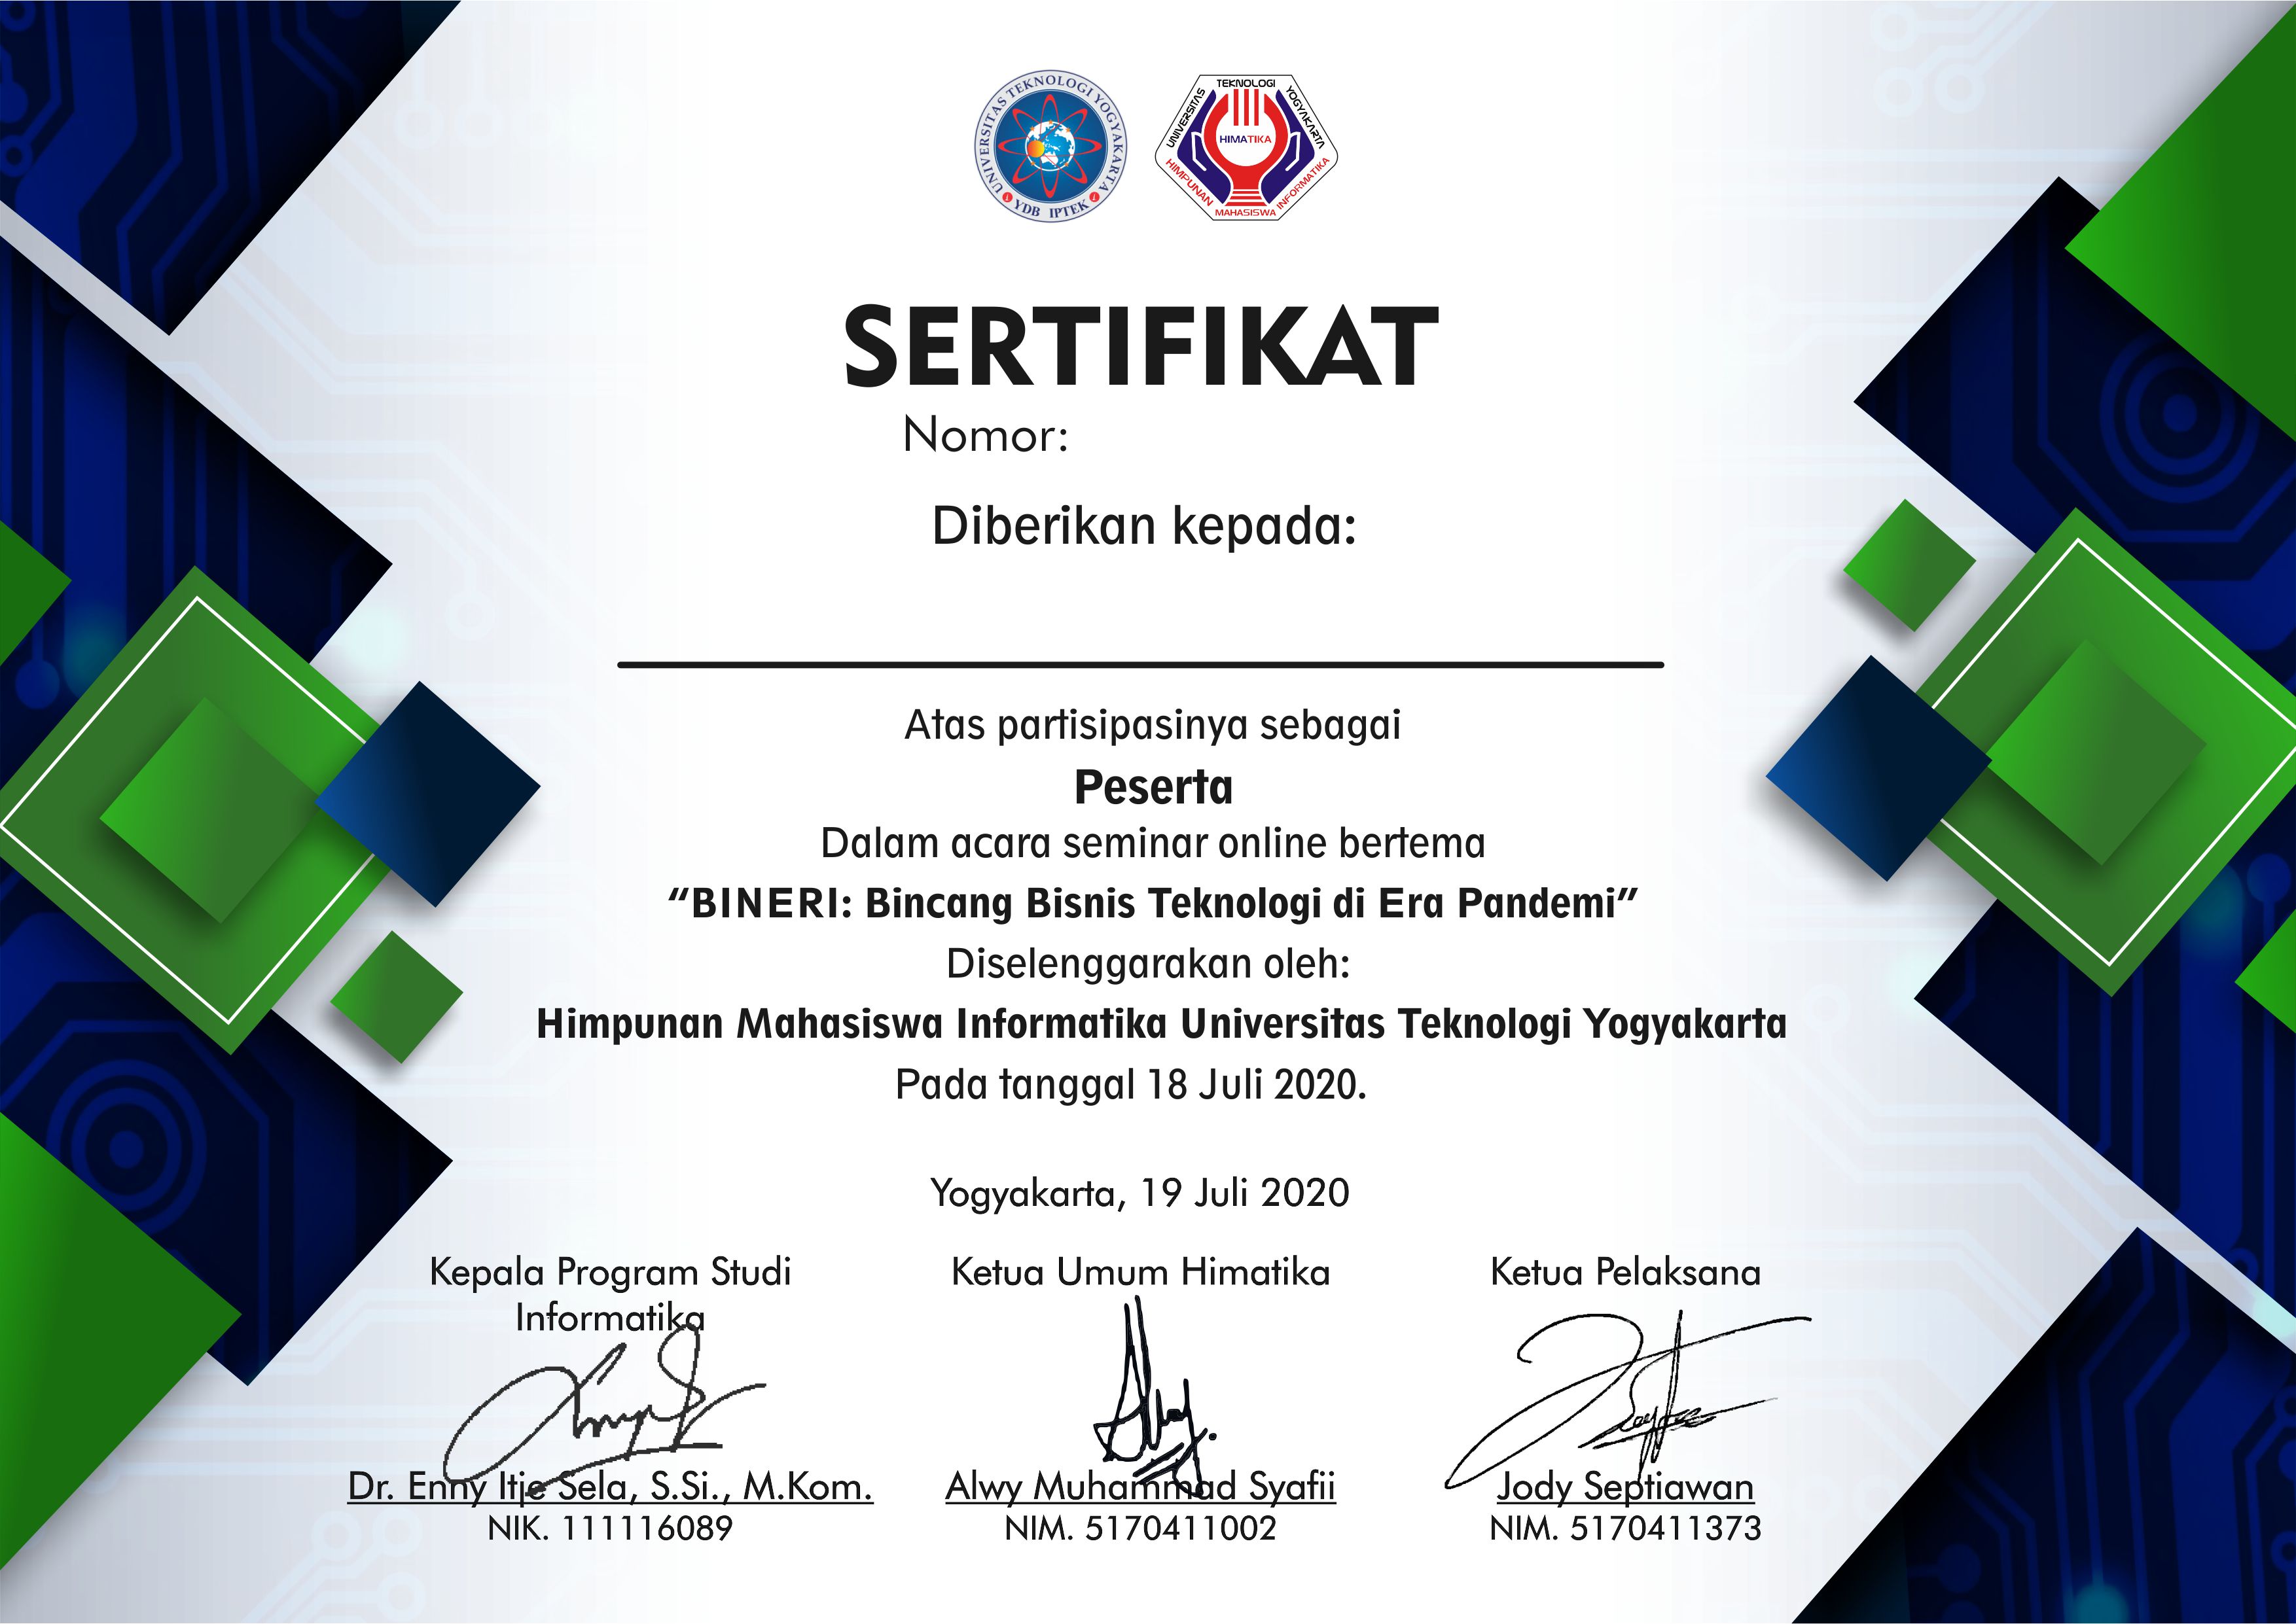 UNIVERSITAS TEKNOLOGI YOGYAKARTA
YDB IPTEK
UNIVERSITAS TEKNOLOGI YOGYAKARTA
HIMATIKA
HIMPUNAN MAHASISWA INFORMATIKA
SERTIFIKAT
Nomor:
Diberikan kepada:
Atas partisipasinya sebagai
Peserta
Dalam acara seminar online bertema
“BINERI: Bincang Bisnis Teknologi di Era Pandemi”
Diselenggarakan oleh:
Himpunan Mahasiswa Informatika Universitas Teknologi Yogyakarta
Pada tanggal 18 Juli 2020.
Yogyakarta, 19 Juli 2020
Kepala Program Studi
Informatika
Dr. Enny Itje Sela, S.Si., M.Kom.
NIK. 111116089
Ketua Umum Himatika
Alwy Muhammad Syafii
NIM. 5170411002
Ketua Pelaksana
Jody Septiawan
NIM. 5170411373